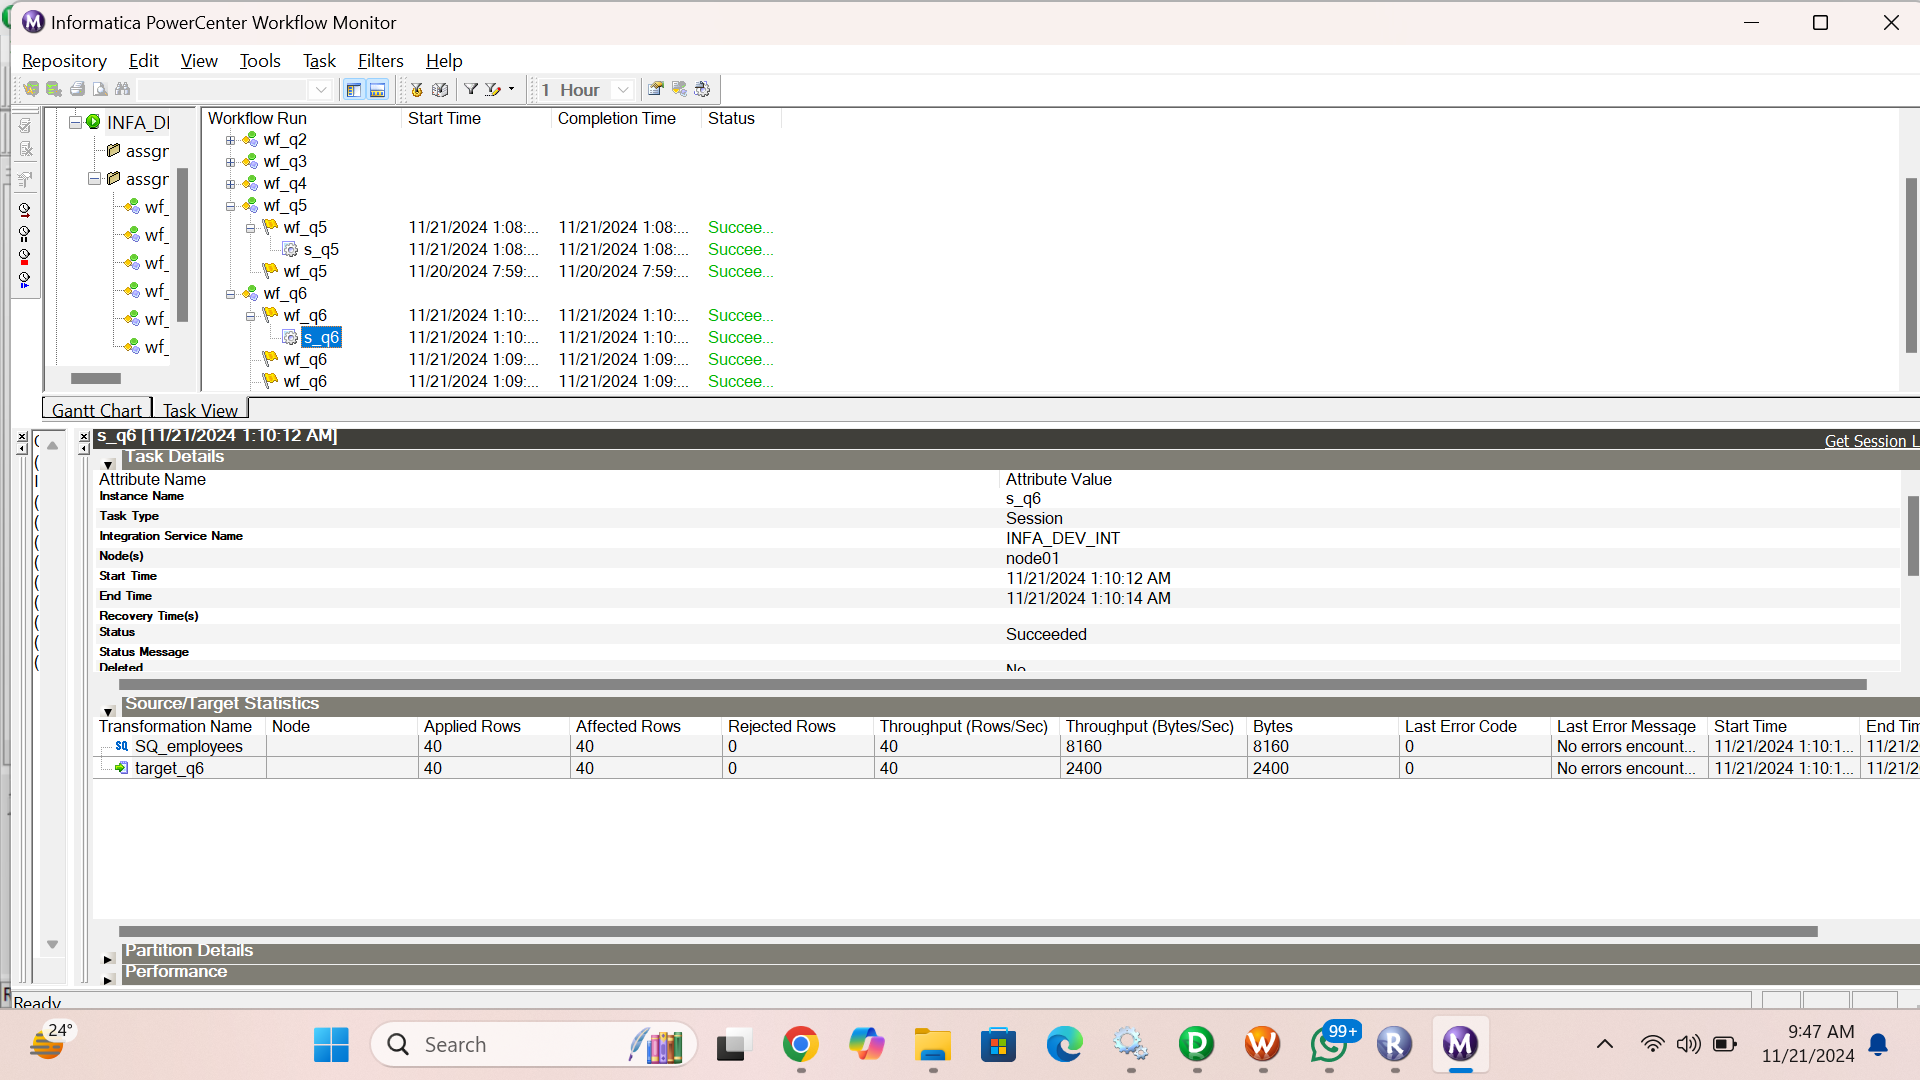 Informatica PowerCenter Workflow Monitor
Repository Edit View Tools Task Filters Help
1 Hour
INFA_DI
assgr
assgr
wf_
wf_
wf_
wf_
wf_
wf_
Workflow Run Start Time Completion Time Status
wf_q2
wf_q3
wf_q4
wf_q5
wf_q5 11/21/2024 1:08:... 11/21/2024 1:08:... Succee...
s_q5 11/21/2024 1:08:... 11/21/2024 1:08:... Succee...
wf_q5 11/20/2024 7:59:... 11/20/2024 7:59:... Succee...
wf_q6
wf_q6 11/21/2024 1:10:... 11/21/2024 1:10:... Succee...
s_q6 11/21/2024 1:10:... 11/21/2024 1:10:... Succee...
wf_q6 11/21/2024 1:09:... 11/21/2024 1:09:... Succee...
wf_q6 11/21/2024 1:09:... 11/21/2024 1:09:... Succee...
Gantt Chart Task View
s_q6 [11/21/2024 1:10:12 AM] Get Session L
Task Details
Attribute Name Attribute Value
Instance Name s_q6
Task Type Session
Integration Service Name INFA_DEV_INT
Node(s) node01
Start Time 11/21/2024 1:10:12 AM
End Time 11/21/2024 1:10:14 AM
Recovery Time(s)
Status Succeeded
Status Message
Deleted No
Source/Target Statistics
Transformation Name Node Applied Rows Affected Rows Rejected Rows Throughput (Rows/Sec) Throughput (Bytes/Sec) Bytes Last Error Code Last Error Message Start Time End Tim
SQ SQ_employees 40 40 0 40 8160 8160 0 No errors encount... 11/21/2024 1:10:1... 11/21/2
target_q6 40 40 0 40 2400 2400 0 No errors encount... 11/21/2024 1:10:1... 11/21/2
Partition Details
Performance
Ready
24°
Search
99+
9:47 AM
11/21/2024